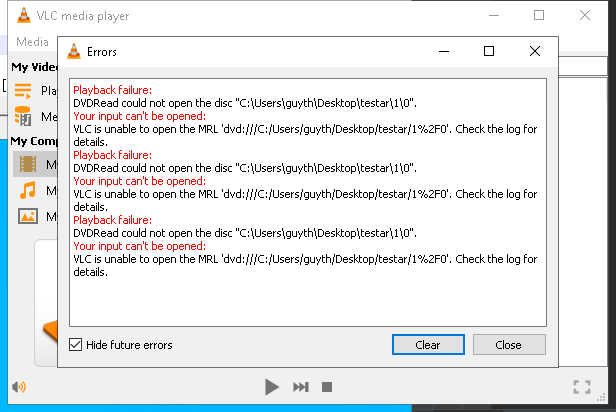 VLC media player
Media
Errors
My Video
Pla
Me
My Comp
My
My
My
Playback failure:
DVDRead could not open the disc "C:\Users\guyth\Desktop\testar\1\0".
Your input can't be opened:
VLC is unable to open the MRL 'dvd:///C:/Users/guyth/Desktop/testar/1%2F0'. Check the log for
details.
Playback failure:
DVDRead could not open the disc "C:\Users\guyth\Desktop\testar\1\0".
Your input can't be opened:
VLC is unable to open the MRL 'dvd:///C:/Users/guyth/Desktop/testar/1%2F0'. Check the log for
details.
Playback failure:
DVDRead could not open the disc "C:\Users\guyth\Desktop\testar\1\0".
Your input can't be opened:
VLC is unable to open the MRL 'dvd:///C:/Users/guyth/Desktop/testar/1%2F0'. Check the log for
details.
Hide future errors
Clear
Close